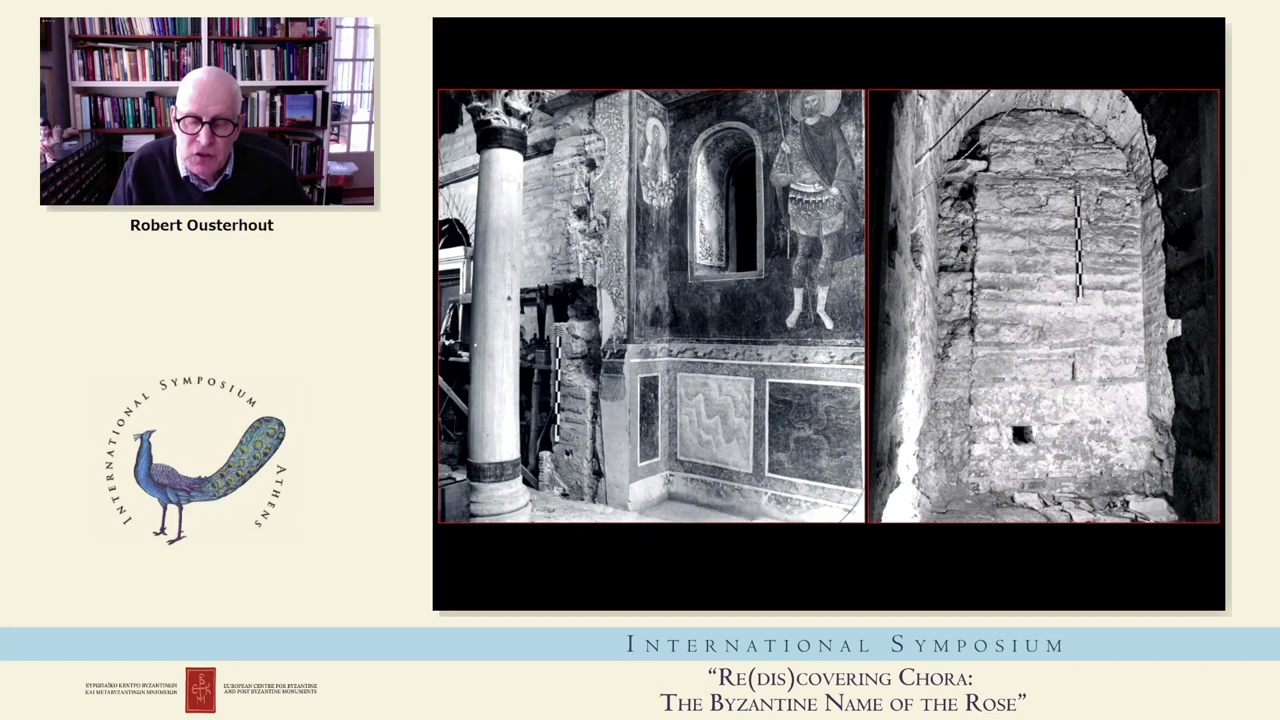 Robert Ousterhout
INTERNATIONAL SYMPOSIUM
ATHENS
INTERNATIONAL SYMPOSIUM
ΕΥΡΩΠΑΪΚΟ ΚΕΝΤΡΟ ΒΥΖΑΝΤΙΝΩΝ
ΚΑΙ ΜΕΤΑΒΥΖΑΝΤΙΝΩΝ ΜΝΗΜΕΙΩΝ
EUROPEAN CENTRE FOR BYZANTINE
AND POST BYZANTINE MONUMENTS
“RE(DIS)COVERING CHORA:
THE BYZANTINE NAME OF THE ROSE”